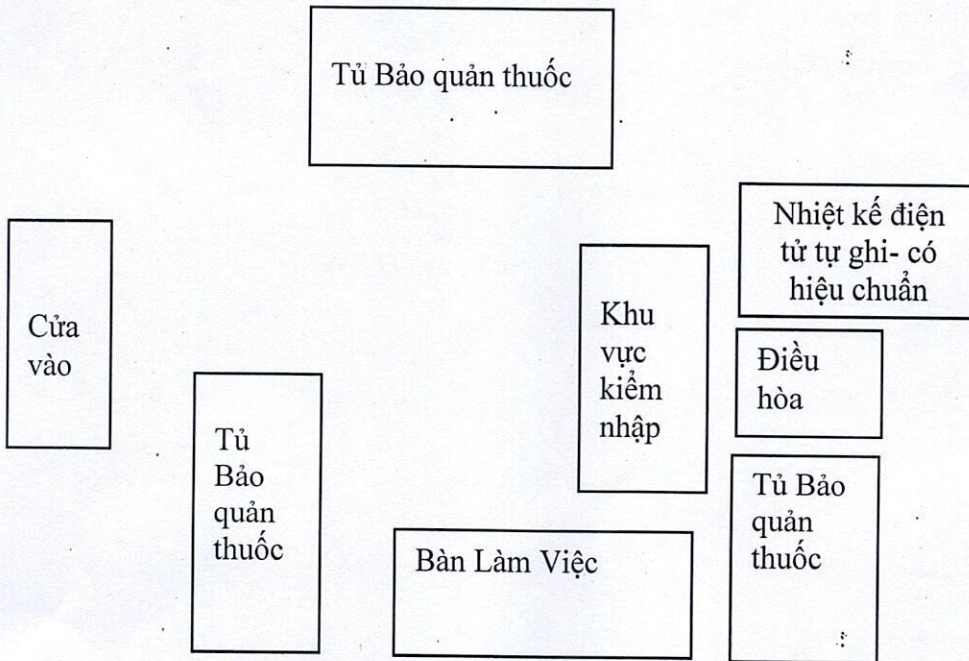 Tủ Bảo quản thuốc
Nhiệt kế điện
tử tự ghi- có
hiệu chuẩn
Cửa
vào
Khu
vực
kiểm
nhập
Điều
hòa
Tủ
Bảo
quản
thuốc
Bàn Làm Việc
Tủ Bảo
quản
thuốc